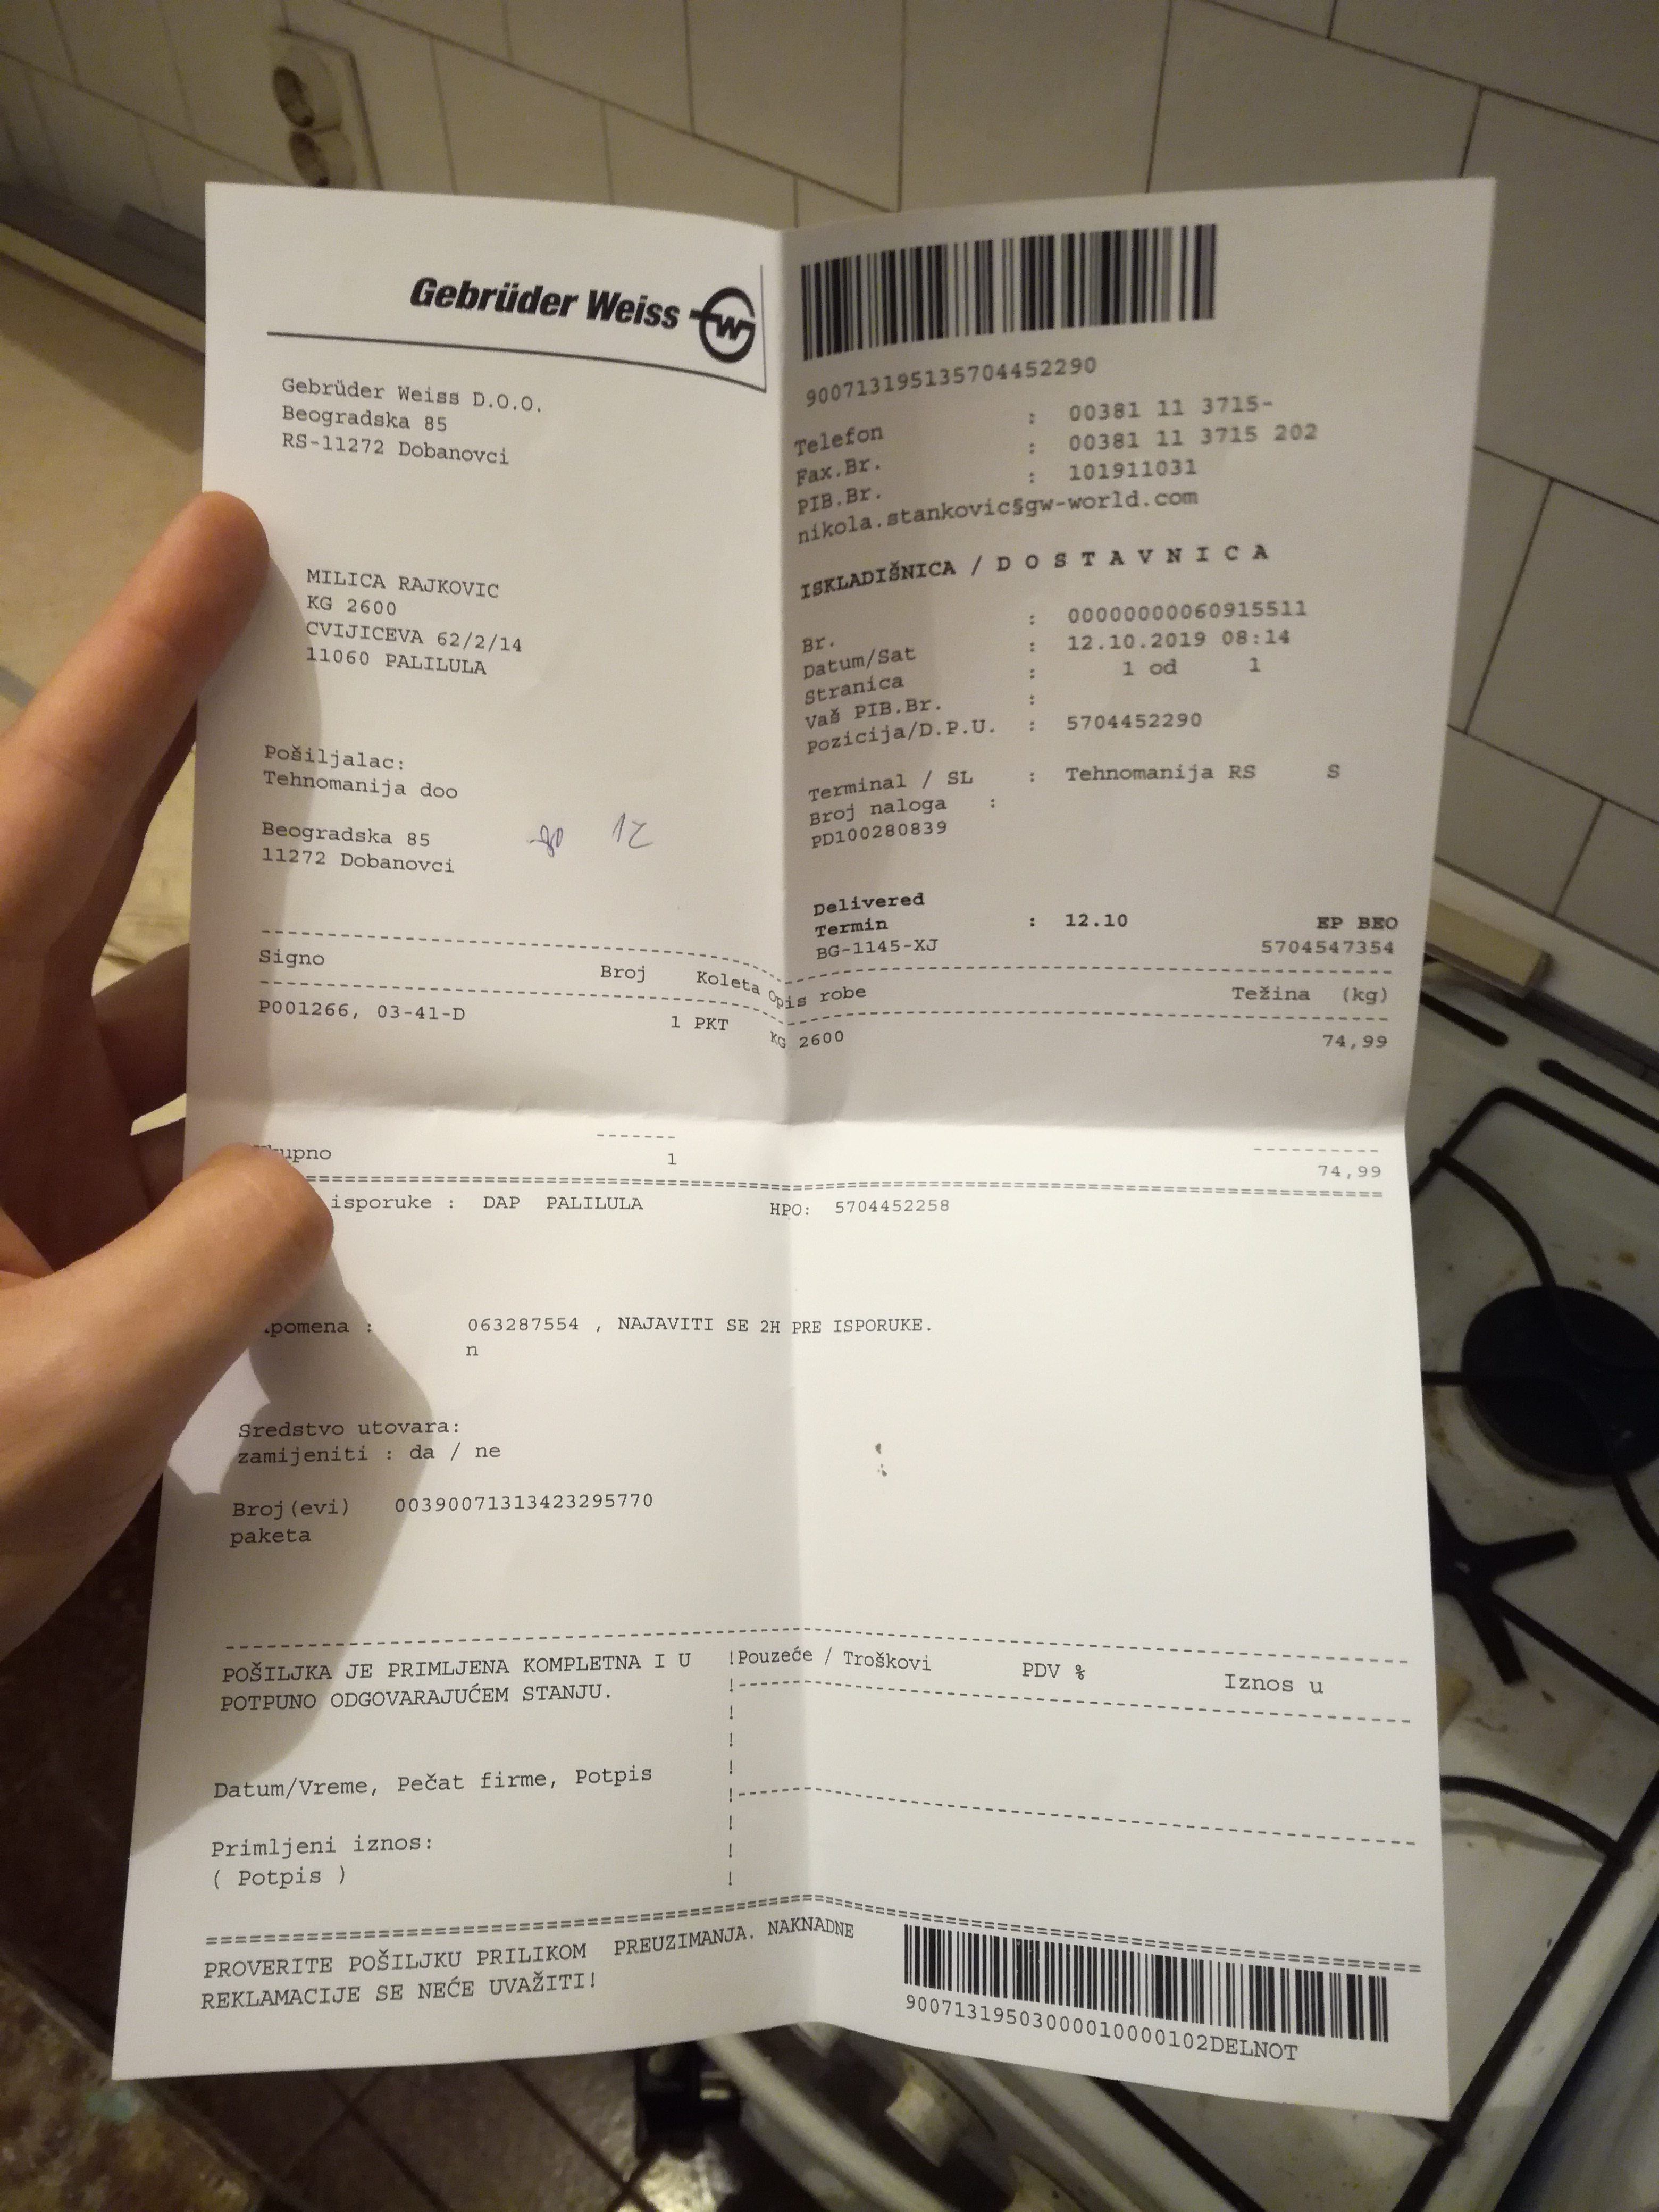 Gebrüder Weiss
Gebrüder Weiss D.O.O.
Beogradska 85
RS-11272 Dobanovci
MILICA RAJKOVIC
KG 2600
CVIJICEVA 62/2/14
11060 PALILULA
Pošiljalac:
Tehnomanija doo
Beogradska 85
11272 Dobanovci
12
900713195135704452290
Telefon : 00381 11 3715-
Fax.Br. : 00381 11 3715 202
PIB.Br. : 101911031
nikola.stankovic§gw-world.com
ISKLADIŠNICA / D O S T A V N I C A
Br. : 00000000060915511
Datum/Sat : 12.10.2019 08:14
Stranica : 1 od 1
Vaš PIB.Br. :
Pozicija/D.P.U. : 5704452290
Terminal / SL : Tehnomanija RS S
Broj naloga :
PD100280839
Delivered
Termin : 12.10 EP BEO
BG-1145-XJ 5704547354
Signo Broj Koleta Opis robe Težina (kg)
P001266, 03-41-D 1 PKT KG 2600 74,99
upno 1 74,99
isporuke : DAP PALILULA HPO: 5704452258
pomena : 063287554 , NAJAVITI SE 2H PRE ISPORUKE.
n
Sredstvo utovara:
zamijeniti : da / ne
Broj(evi) 00390071313423295770
paketa
POŠILJKA JE PRIMLJENA KOMPLETNA I U
POTPUNO ODGOVARAJUĆEM STANJU.
Datum/Vreme, Pečat firme, Potpis
Primljeni iznos:
( Potpis )
!Pouzeće / Troškovi PDV % Iznos u
PROVERITE POŠILJKU PRILIKOM PREUZIMANJA. NAKNADNE
REKLAMACIJE SE NEĆE UVAŽITI!
90071319503000010000102DELNOT